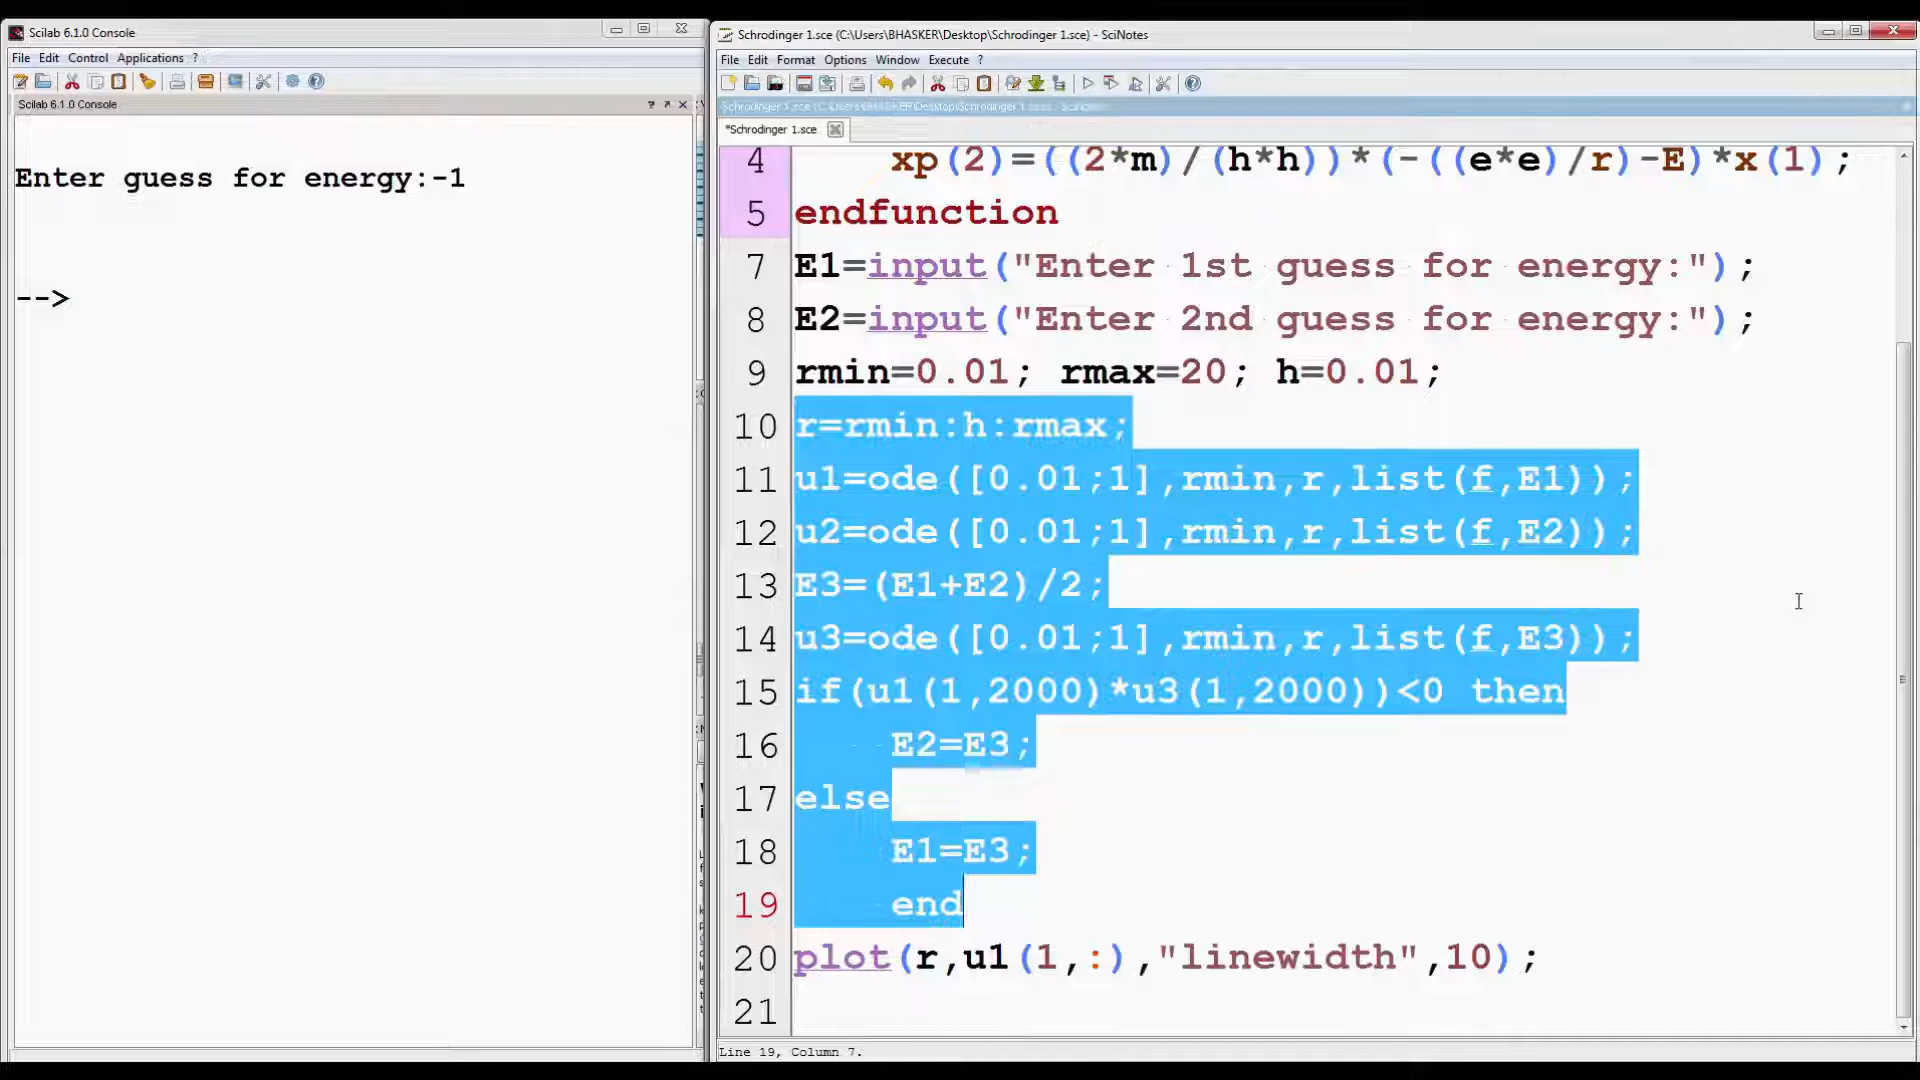 Scilab 6.1.0 Console
File Edit Control Applications ?
Scilab 6.1.0 Console
Enter guess for energy:-1
-->
Schrodinger 1.sce (C:\Users\BHASKER\Desktop\Schrodinger 1.sce) - SciNotes
File Edit Format Options Window Execute ?
Schrodinger 1.sce (C:\Users\BHASKER\Desktop\Schrodinger 1.sce) - SciNotes
*Schrodinger 1.sce
4 xp(2)=((2*m)/(h*h))*(-((e*e)/r)-E)*x(1);
5 endfunction
7 E1=input("Enter 1st guess for energy:");
8 E2=input("Enter 2nd guess for energy:");
9 rmin=0.01; rmax=20; h=0.01;
10 r=rmin:h:rmax;
11 u1=ode([0.01;1],rmin,r,list(f,E1));
12 u2=ode([0.01;1],rmin,r,list(f,E2));
13 E3=(E1+E2)/2;
14 u3=ode([0.01;1],rmin,r,list(f,E3));
15 if(u1(1,2000)*u3(1,2000))<0 then
16 E2=E3;
17 else
18 E1=E3;
19 end
20 plot(r,u1(1,:),"linewidth",10);
21
Line 19, Column 7.